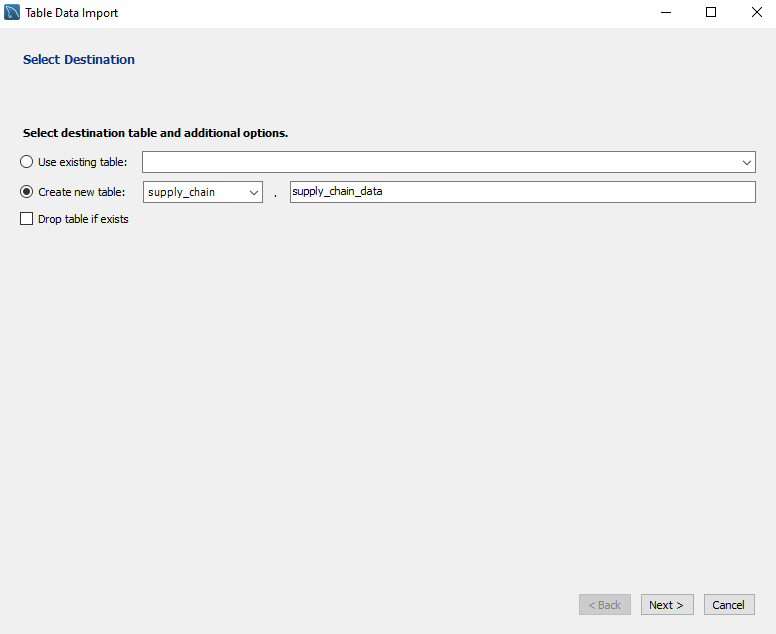 Table Data Import
Select Destination
Select destination table and additional options.
Use existing table:
Create new table: supply_chain . supply_chain_data
Drop table if exists
< Back Next > Cancel